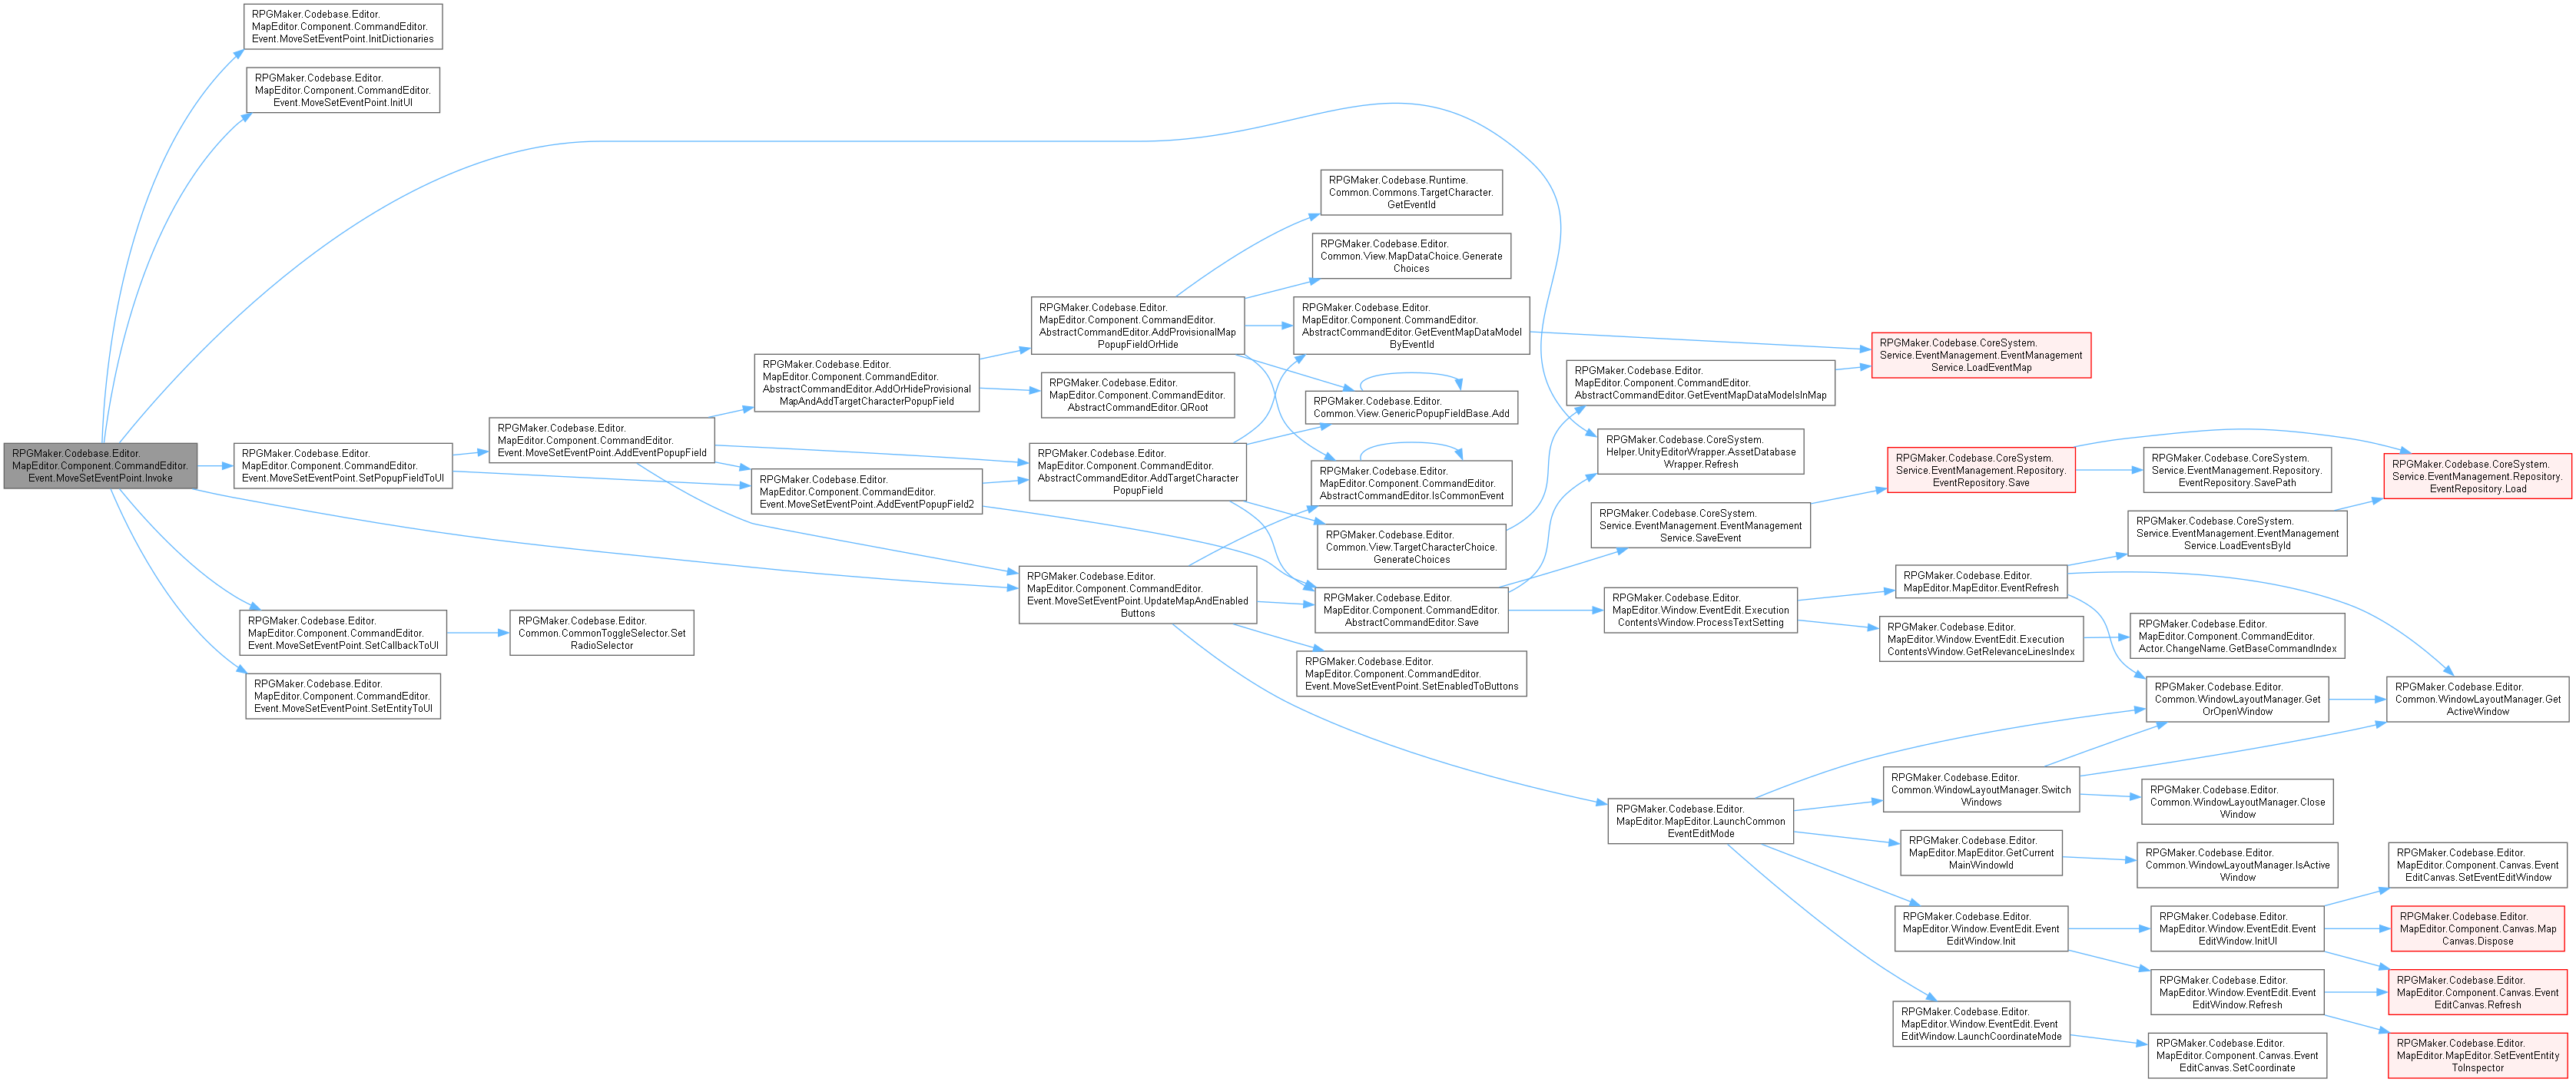 RPGMaker.Codebase.Editor.
MapEditor.Component.CommandEditor.
Event.MoveSetEventPoint.Invoke
RPGMaker.Codebase.Editor.
MapEditor.Component.CommandEditor.
Event.MoveSetEventPoint.InitDictionaries
RPGMaker.Codebase.Editor.
MapEditor.Component.CommandEditor.
Event.MoveSetEventPoint.InitUI
RPGMaker.Codebase.Editor.
MapEditor.Component.CommandEditor.
Event.MoveSetEventPoint.SetPopupFieldToUI
RPGMaker.Codebase.Editor.
MapEditor.Component.CommandEditor.
Event.MoveSetEventPoint.SetCallbackToUI
RPGMaker.Codebase.Editor.
MapEditor.Component.CommandEditor.
Event.MoveSetEventPoint.SetEntityToUI
RPGMaker.Codebase.Editor.
MapEditor.Component.CommandEditor.
Event.MoveSetEventPoint.AddEventPopupField
RPGMaker.Codebase.Editor.
Common.CommonToggleSelector.Set
RadioSelector
RPGMaker.Codebase.Editor.
MapEditor.Component.CommandEditor.
AbstractCommandEditor.AddOrHideProvisional
MapAndAddTargetCharacterPopupField
RPGMaker.Codebase.Editor.
MapEditor.Component.CommandEditor.
Event.MoveSetEventPoint.AddEventPopupField2
RPGMaker.Codebase.Editor.
MapEditor.Component.CommandEditor.
AbstractCommandEditor.AddProvisionalMap
PopupFieldOrHide
RPGMaker.Codebase.Editor.
MapEditor.Component.CommandEditor.
AbstractCommandEditor.QRoot
RPGMaker.Codebase.Editor.
MapEditor.Component.CommandEditor.
AbstractCommandEditor.AddTargetCharacter
PopupField
RPGMaker.Codebase.Editor.
MapEditor.Component.CommandEditor.
Event.MoveSetEventPoint.UpdateMapAndEnabled
Buttons
RPGMaker.Codebase.Runtime.
Common.Commons.TargetCharacter.
GetEventId
RPGMaker.Codebase.Editor.
Common.View.MapDataChoice.Generate
Choices
RPGMaker.Codebase.Editor.
MapEditor.Component.CommandEditor.
AbstractCommandEditor.GetEventMapDataModel
ByEventId
RPGMaker.Codebase.Editor.
Common.View.GenericPopupFieldBase.Add
RPGMaker.Codebase.Editor.
MapEditor.Component.CommandEditor.
AbstractCommandEditor.IsCommonEvent
RPGMaker.Codebase.Editor.
Common.View.TargetCharacterChoice.
GenerateChoices
RPGMaker.Codebase.Editor.
MapEditor.Component.CommandEditor.
AbstractCommandEditor.Save
RPGMaker.Codebase.Editor.
MapEditor.Component.CommandEditor.
Event.MoveSetEventPoint.SetEnabledToButtons
RPGMaker.Codebase.Editor.
MapEditor.Component.CommandEditor.
AbstractCommandEditor.GetEventMapDataModelsInMap
RPGMaker.Codebase.CoreSystem.
Helper.UnityEditorWrapper.AssetDatabase
Wrapper.Refresh
RPGMaker.Codebase.CoreSystem.
Service.EventManagement.EventManagement
Service.SaveEvent
RPGMaker.Codebase.Editor.
MapEditor.Window.EventEdit.Execution
ContentsWindow.ProcessTextSetting
RPGMaker.Codebase.Editor.
MapEditor.MapEditor.LaunchCommon
EventEditMode
RPGMaker.Codebase.CoreSystem.
Service.EventManagement.EventManagement
Service.LoadEventMap
RPGMaker.Codebase.CoreSystem.
Service.EventManagement.Repository.
EventRepository.Save
RPGMaker.Codebase.Editor.
MapEditor.MapEditor.EventRefresh
RPGMaker.Codebase.Editor.
MapEditor.Window.EventEdit.Execution
ContentsWindow.GetRelevanceLinesIndex
RPGMaker.Codebase.Editor.
Common.WindowLayoutManager.Switch
Windows
RPGMaker.Codebase.Editor.
MapEditor.MapEditor.GetCurrent
MainWindowId
RPGMaker.Codebase.Editor.
MapEditor.Window.EventEdit.Event
EditWindow.Init
RPGMaker.Codebase.Editor.
MapEditor.Window.EventEdit.Event
EditWindow.LaunchCoordinateMode
RPGMaker.Codebase.CoreSystem.
Service.EventManagement.Repository.
EventRepository.SavePath
RPGMaker.Codebase.CoreSystem.
Service.EventManagement.EventManagement
Service.LoadEventsById
RPGMaker.Codebase.Editor.
MapEditor.Component.CommandEditor.
Actor.ChangeName.GetBaseCommandIndex
RPGMaker.Codebase.Editor.
Common.WindowLayoutManager.Get
OrOpenWindow
RPGMaker.Codebase.Editor.
Common.WindowLayoutManager.Close
Window
RPGMaker.Codebase.Editor.
Common.WindowLayoutManager.IsActive
Window
RPGMaker.Codebase.Editor.
MapEditor.Window.EventEdit.Event
EditWindow.InitUI
RPGMaker.Codebase.Editor.
MapEditor.Window.EventEdit.Event
EditWindow.Refresh
RPGMaker.Codebase.Editor.
MapEditor.Component.Canvas.Event
EditCanvas.SetCoordinate
RPGMaker.Codebase.CoreSystem.
Service.EventManagement.Repository.
EventRepository.Load
RPGMaker.Codebase.Editor.
Common.WindowLayoutManager.Get
ActiveWindow
RPGMaker.Codebase.Editor.
MapEditor.Component.Canvas.Event
EditCanvas.SetEventEditWindow
RPGMaker.Codebase.Editor.
MapEditor.Component.Canvas.Map
Canvas.Dispose
RPGMaker.Codebase.Editor.
MapEditor.Component.Canvas.Event
EditCanvas.Refresh
RPGMaker.Codebase.Editor.
MapEditor.MapEditor.SetEventEntity
ToInspector